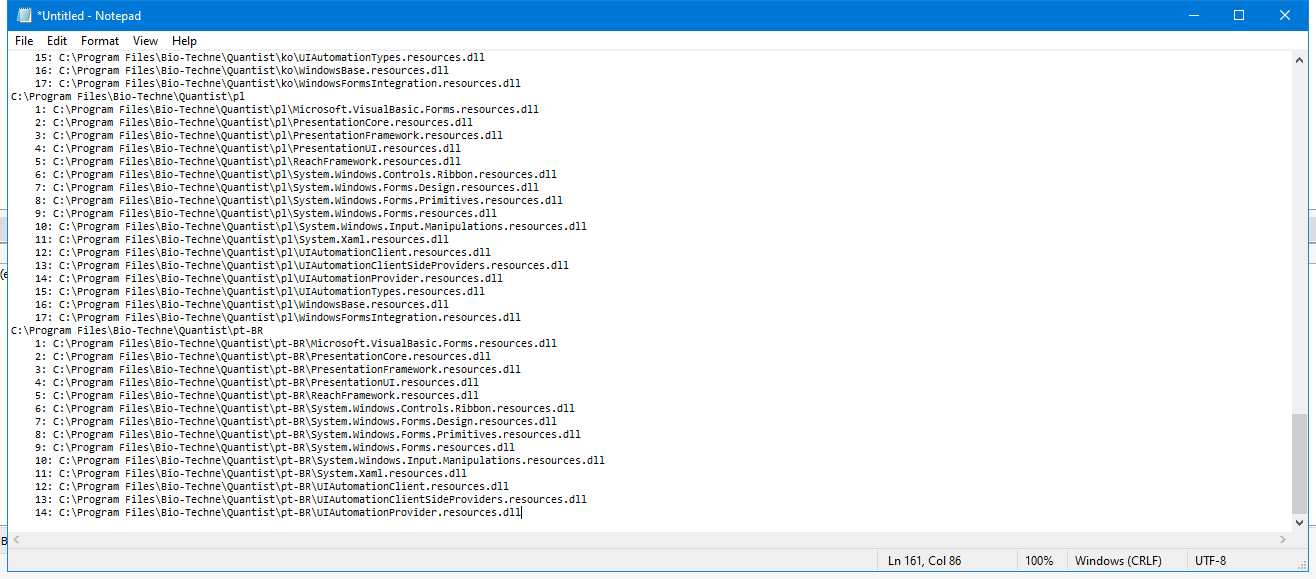 *Untitled - Notepad
File Edit Format View Help
15: C:\Program Files\Bio-Techne\Quantist\ko\UIAutomationTypes.resources.dll
16: C:\Program Files\Bio-Techne\Quantist\ko\WindowsBase.resources.dll
17: C:\Program Files\Bio-Techne\Quantist\ko\WindowsFormsIntegration.resources.dll
C:\Program Files\Bio-Techne\Quantist\pl
1: C:\Program Files\Bio-Techne\Quantist\pl\Microsoft.VisualBasic.Forms.resources.dll
2: C:\Program Files\Bio-Techne\Quantist\pl\PresentationCore.resources.dll
3: C:\Program Files\Bio-Techne\Quantist\pl\PresentationFramework.resources.dll
4: C:\Program Files\Bio-Techne\Quantist\pl\PresentationUI.resources.dll
5: C:\Program Files\Bio-Techne\Quantist\pl\ReachFramework.resources.dll
6: C:\Program Files\Bio-Techne\Quantist\pl\System.Windows.Controls.Ribbon.resources.dll
7: C:\Program Files\Bio-Techne\Quantist\pl\System.Windows.Forms.Design.resources.dll
8: C:\Program Files\Bio-Techne\Quantist\pl\System.Windows.Forms.Primitives.resources.dll
9: C:\Program Files\Bio-Techne\Quantist\pl\System.Windows.Forms.resources.dll
10: C:\Program Files\Bio-Techne\Quantist\pl\System.Windows.Input.Manipulations.resources.dll
11: C:\Program Files\Bio-Techne\Quantist\pl\System.Xaml.resources.dll
12: C:\Program Files\Bio-Techne\Quantist\pl\UIAutomationClient.resources.dll
13: C:\Program Files\Bio-Techne\Quantist\pl\UIAutomationClientSideProviders.resources.dll
14: C:\Program Files\Bio-Techne\Quantist\pl\UIAutomationProvider.resources.dll
15: C:\Program Files\Bio-Techne\Quantist\pl\UIAutomationTypes.resources.dll
16: C:\Program Files\Bio-Techne\Quantist\pl\WindowsBase.resources.dll
17: C:\Program Files\Bio-Techne\Quantist\pl\WindowsFormsIntegration.resources.dll
C:\Program Files\Bio-Techne\Quantist\pt-BR
1: C:\Program Files\Bio-Techne\Quantist\pt-BR\Microsoft.VisualBasic.Forms.resources.dll
2: C:\Program Files\Bio-Techne\Quantist\pt-BR\PresentationCore.resources.dll
3: C:\Program Files\Bio-Techne\Quantist\pt-BR\PresentationFramework.resources.dll
4: C:\Program Files\Bio-Techne\Quantist\pt-BR\PresentationUI.resources.dll
5: C:\Program Files\Bio-Techne\Quantist\pt-BR\ReachFramework.resources.dll
6: C:\Program Files\Bio-Techne\Quantist\pt-BR\System.Windows.Controls.Ribbon.resources.dll
7: C:\Program Files\Bio-Techne\Quantist\pt-BR\System.Windows.Forms.Design.resources.dll
8: C:\Program Files\Bio-Techne\Quantist\pt-BR\System.Windows.Forms.Primitives.resources.dll
9: C:\Program Files\Bio-Techne\Quantist\pt-BR\System.Windows.Forms.resources.dll
10: C:\Program Files\Bio-Techne\Quantist\pt-BR\System.Windows.Input.Manipulations.resources.dll
11: C:\Program Files\Bio-Techne\Quantist\pt-BR\System.Xaml.resources.dll
12: C:\Program Files\Bio-Techne\Quantist\pt-BR\UIAutomationClient.resources.dll
13: C:\Program Files\Bio-Techne\Quantist\pt-BR\UIAutomationClientSideProviders.resources.dll
14: C:\Program Files\Bio-Techne\Quantist\pt-BR\UIAutomationProvider.resources.dll
Ln 161, Col 86 100% Windows (CRLF) UTF-8